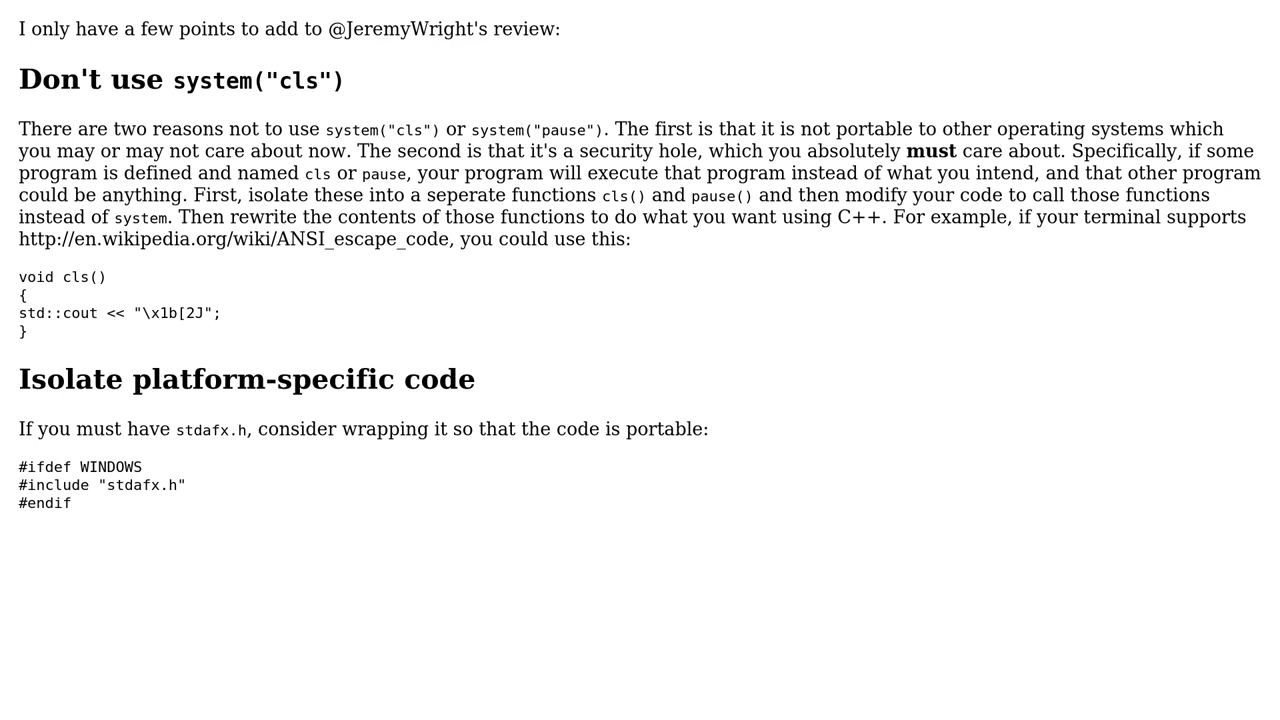 I only have a few points to add to @JeremyWright's review:
Don't use system("cls")
There are two reasons not to use system("cls") or system("pause"). The first is that it is not portable to other operating systems which
you may or may not care about now. The second is that it's a security hole, which you absolutely must care about. Specifically, if some
program is defined and named cls or pause, your program will execute that program instead of what you intend, and that other program
could be anything. First, isolate these into a seperate functions cls() and pause() and then modify your code to call those functions
instead of system. Then rewrite the contents of those functions to do what you want using C++. For example, if your terminal supports
http://en.wikipedia.org/wiki/ANSI_escape_code, you could use this:
void cls()
{
std::cout << "\x1b[2J";
}
Isolate platform-specific code
If you must have stdafx.h, consider wrapping it so that the code is portable:
#ifdef WINDOWS
#include "stdafx.h"
#endif